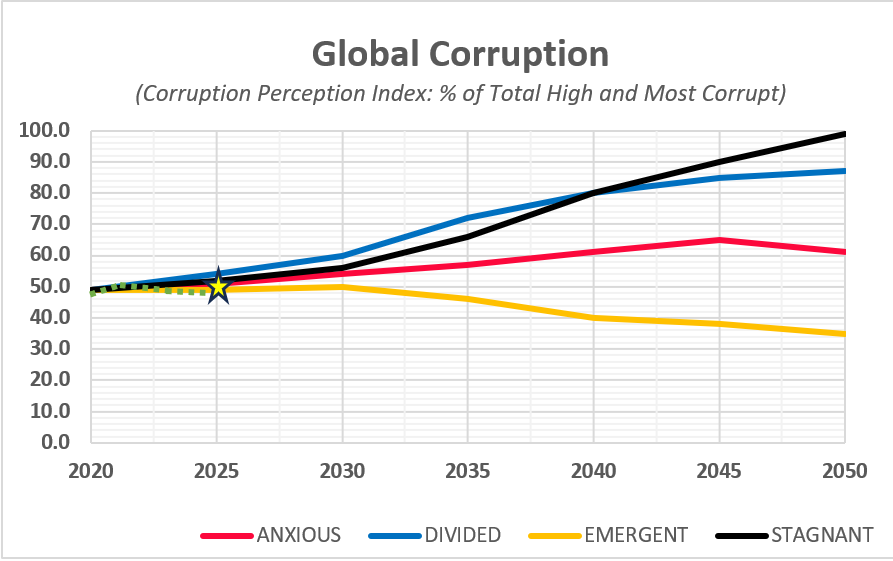 Global Corruption
(Corruption Perception Index: % of Total High and Most Corrupt)
100.0
90.0
80.0
70.0
60.0
50.0
40.0
30.0
20.0
10.0
0.0
2020 2025 2030 2035 2040 2045 2050
ANXIOUS DIVIDED EMERGENT STAGNANT